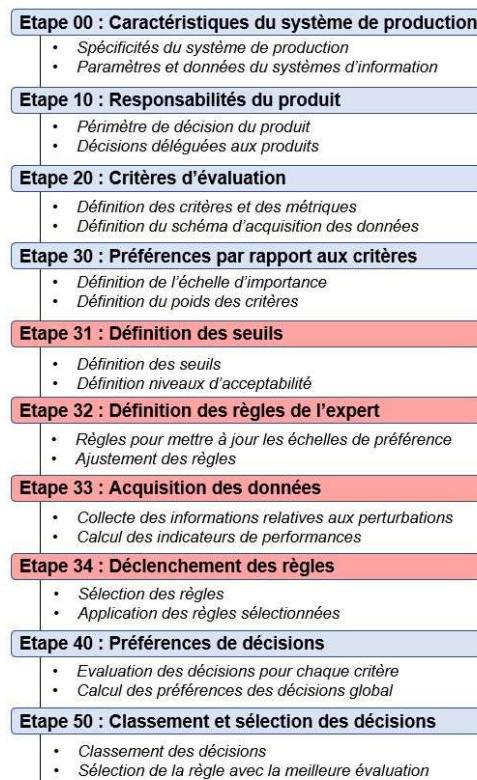 Etape 00 : Caractéristiques du système de production
• Spécificités du système de production
• Paramètres et données du systèmes d'information
Etape 10 : Responsabilités du produit
• Périmètre de décision du produit
• Décisions déléguées aux produits
Etape 20 : Critères d'évaluation
• Définition des critères et des métriques
• Définition du schéma d'acquisition des données
Etape 30 : Préférences par rapport aux critères
• Définition de l'échelle d'importance
• Définition du poids des critères
Etape 31 : Définition des seuils
• Définition des seuils
• Définition niveaux d'acceptabilité
Etape 32 : Définition des règles de l'expert
• Règles pour mettre à jour les échelles de préférence
• Ajustement des règles
Etape 33 : Acquisition des données
• Collecte des informations relatives aux perturbations
• Calcul des indicateurs de performances
Etape 34 : Déclenchement des règles
• Sélection des règles
• Application des règles sélectionnées
Etape 40 : Préférences de décisions
• Evaluation des décisions pour chaque critère
• Calcul des préférences des décisions global
Etape 50 : Classement et sélection des décisions
• Classement des décisions
• Sélection de la règle avec la meilleure évaluation